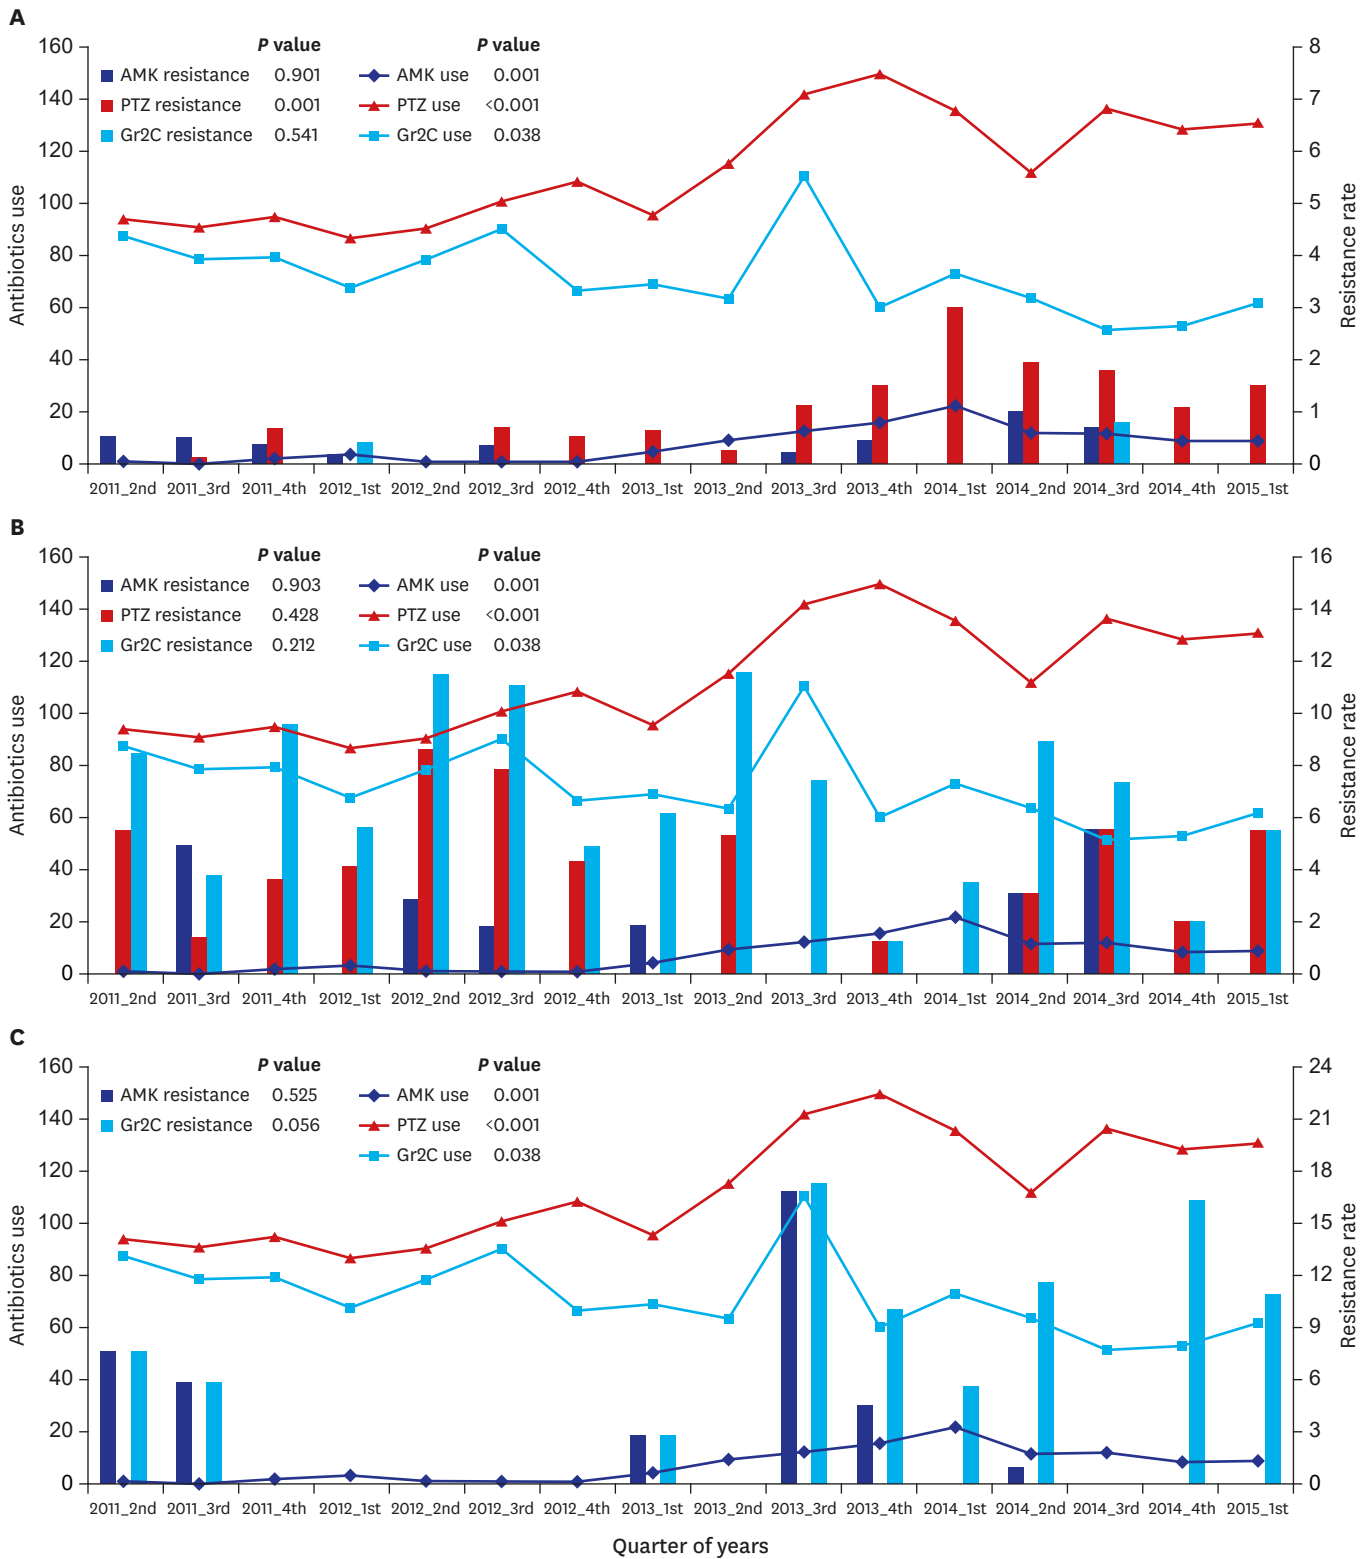 A
P value P value
AMK resistance 0.901 AMK use 0.001
PTZ resistance 0.001 PTZ use <0.001
Gr2C resistance 0.541 Gr2C use 0.038
160
140
120
100
80
60
40
20
0
Antibiotics use
8
7
6
5
4
3
2
1
0
Resistance rate
2011_2nd 2011_3rd 2011_4th 2012_1st 2012_2nd 2012_3rd 2012_4th 2013_1st 2013_2nd 2013_3rd 2013_4th 2014_1st 2014_2nd 2014_3rd 2014_4th 2015_1st
B
P value P value
AMK resistance 0.903 AMK use 0.001
PTZ resistance 0.428 PTZ use <0.001
Gr2C resistance 0.212 Gr2C use 0.038
160
140
120
100
80
60
40
20
0
Antibiotics use
16
14
12
10
8
6
4
2
0
Resistance rate
2011_2nd 2011_3rd 2011_4th 2012_1st 2012_2nd 2012_3rd 2012_4th 2013_1st 2013_2nd 2013_3rd 2013_4th 2014_1st 2014_2nd 2014_3rd 2014_4th 2015_1st
C
P value P value
AMK resistance 0.525 AMK use 0.001
Gr2C resistance 0.056 PTZ use <0.001
Gr2C use 0.038
160
140
120
100
80
60
40
20
0
Antibiotics use
24
21
18
15
12
9
6
3
0
Resistance rate
2011_2nd 2011_3rd 2011_4th 2012_1st 2012_2nd 2012_3rd 2012_4th 2013_1st 2013_2nd 2013_3rd 2013_4th 2014_1st 2014_2nd 2014_3rd 2014_4th 2015_1st
Quarter of years